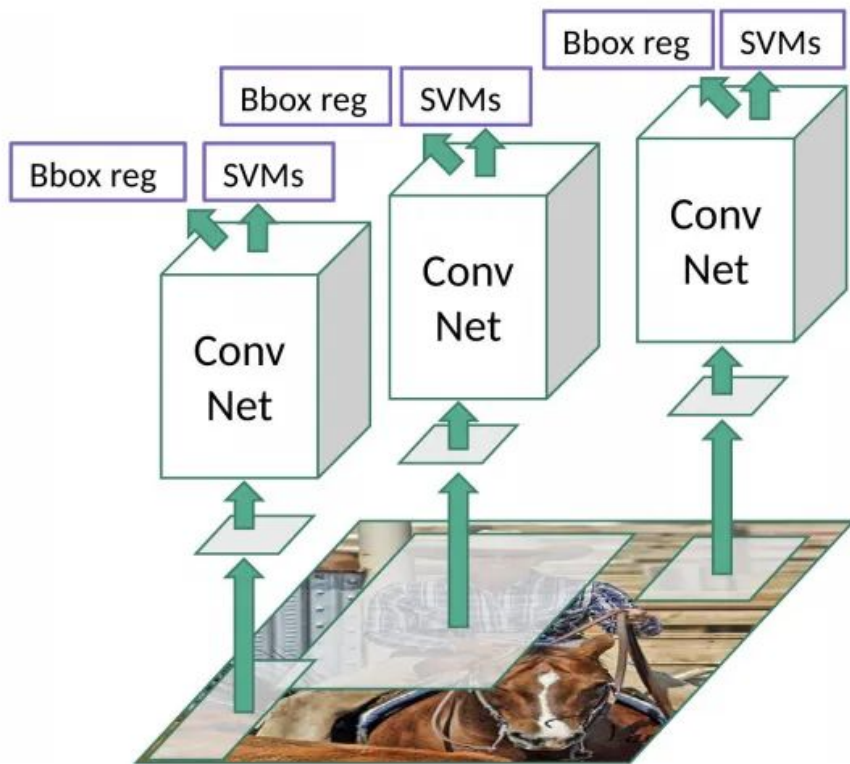 Bbox reg SVMs
Bbox reg SVMs
Bbox reg SVMs
Conv
Net
Conv
Net
Conv
Net